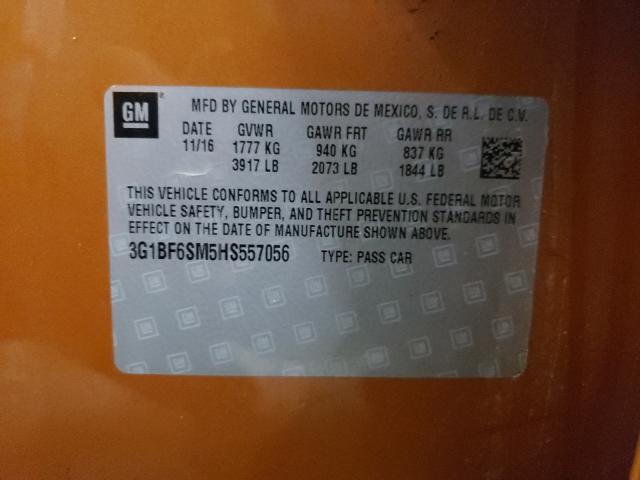 GM
MFD BY GENERAL MOTORS DE MEXICO, S. DE R.L. DE C.V.
DATE GVWR GAWR FRT GAWR RR
11/16 1777 KG 940 KG 837 KG
3917 LB 2073 LB 1844 LB
THIS VEHICLE CONFORMS TO ALL APPLICABLE U.S. FEDERAL MOTOR
VEHICLE SAFETY, BUMPER, AND THEFT PREVENTION STANDARDS IN
EFFECT ON THE DATE OF MANUFACTURE SHOWN ABOVE.
3G1BF6SM5HS557056 TYPE: PASS CAR